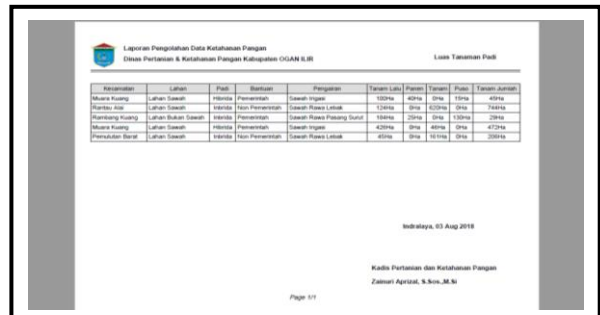 Laporan Pengolahan Data Ketahanan Pangan
Dinas Pertanian & Ketahanan Pangan Kabupaten OGAN ILIR
Luas Tanaman Padi
Kecamatan Lahan Padi Bantuan Pengairan Tanam Lalu Panen Tanam Puso Tanam Jumlah
Muara Kuang Lahan Sawah Hibrida Pemerintah Sawah Irigasi 100Ha 40Ha 0Ha 15Ha 45Ha
Rantau Alai Lahan Sawah Inbrida Non Pemerintah Sawah Rawa Lebak 124Ha 0Ha 620Ha 0Ha 744Ha
Rambang Kuang Lahan Bukan Sawah Inbrida Pemerintah Sawah Rawa Pasang Surut 184Ha 25Ha 0Ha 130Ha 29Ha
Muara Kuang Lahan Sawah Hibrida Pemerintah Sawah Irigasi 426Ha 0Ha 46Ha 0Ha 472Ha
Pemulutan Barat Lahan Sawah Inbrida Non Pemerintah Sawah Rawa Lebak 45Ha 0Ha 161Ha 0Ha 206Ha
Indralaya, 03 Aug 2018
Kadis Pertanian dan Ketahanan Pangan
Zainuri Aprizal, S.Sos.,M.Si
Page 1/1